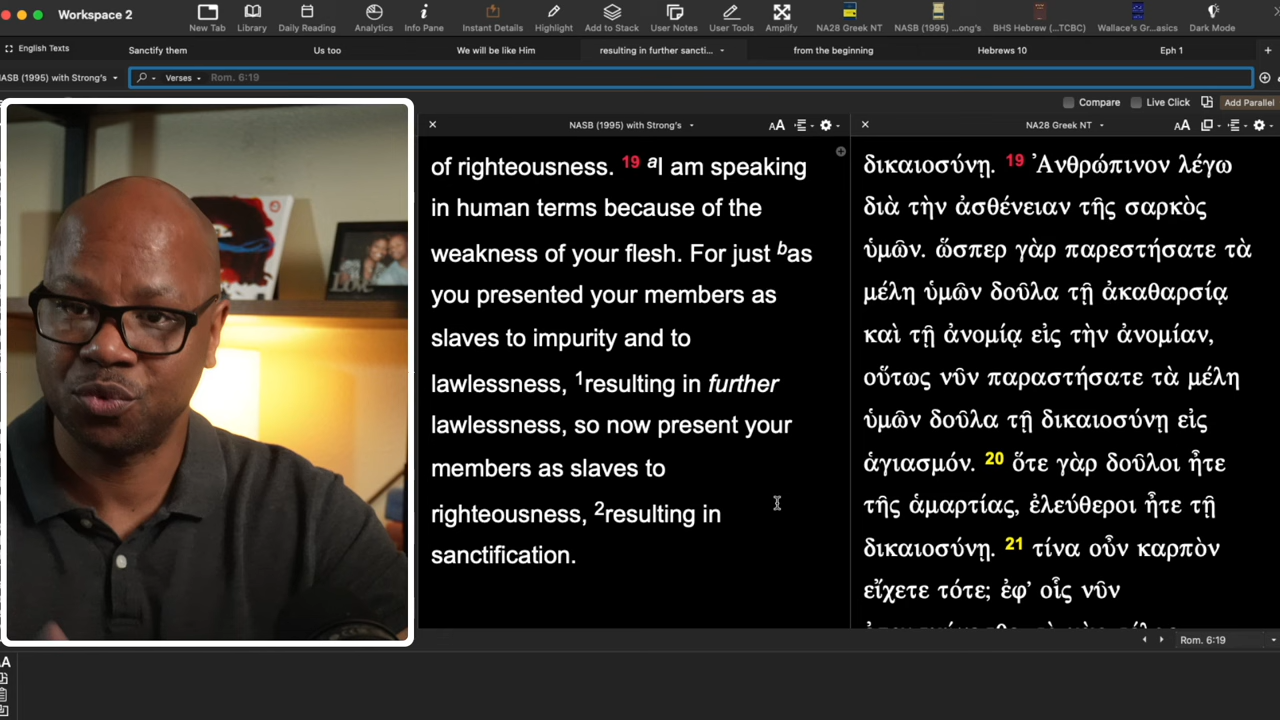 Workspace 2
New Tab Library Daily Reading Analytics Info Pane Instant Details Highlight Add to Stack User Notes User Tools Amplify NA28 Greek NT NASB (1995) ...ong's BHS Hebrew (...TCBC) Wallace's Gr...asics Dark Mode
English Texts Sanctify them Us too We will be like Him resulting in further sancti... from the beginning Hebrews 10 Eph 1
ASB (1995) with Strong's Verses Rom. 6:19
Compare Live Click Add Parallel
NASB (1995) with Strong's
of righteousness. 19 aI am speaking
in human terms because of the
weakness of your flesh. For just bas
you presented your members as
slaves to impurity and to
lawlessness, 1resulting in further
lawlessness, so now present your
members as slaves to
righteousness, 2resulting in
sanctification.
NA28 Greek NT
δικαιοσύνῃ. 19 Ἀνθρώπινον λέγω
διὰ τὴν ἀσθένειαν τῆς σαρκὸς
ὑμῶν. ὥσπερ γὰρ παρεστήσατε τὰ
μέλη ὑμῶν δοῦλα τῇ ἀκαθαρσίᾳ
καὶ τῇ ἀνομίᾳ εἰς τὴν ἀνομίαν,
οὕτως νῦν παραστήσατε τὰ μέλη
ὑμῶν δοῦλα τῇ δικαιοσύνῃ εἰς
ἁγιασμόν. 20 ὅτε γὰρ δοῦλοι ἦτε
τῆς ἁμαρτίας, ἐλεύθεροι ἦτε τῇ
δικαιοσύνῃ. 21 τίνα οὖν καρπὸν
εἴχετε τότε; ἐφ’ οἷς νῦν
Rom. 6:19
LOVE